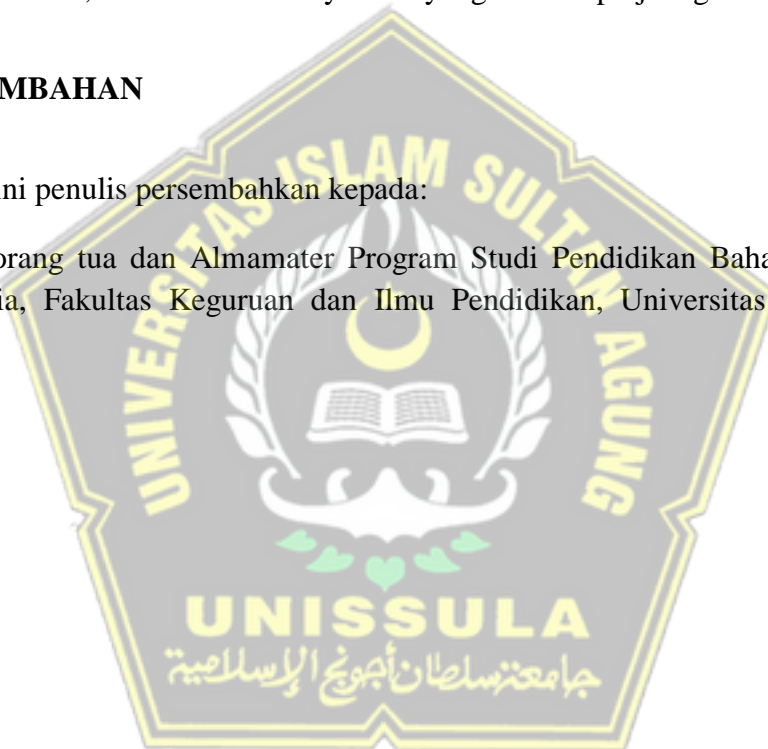 MBAHAN
ini penulis persembahkan kepada:
orang tua dan Almamater Program Studi Pendidikan Baha
ia, Fakultas Keguruan dan Ilmu Pendidikan, Universitas
UNIVERSITAS ISLAM SULTAN AGUNG
UNISSULA
جامعة سلطان أجونج الإسلامية